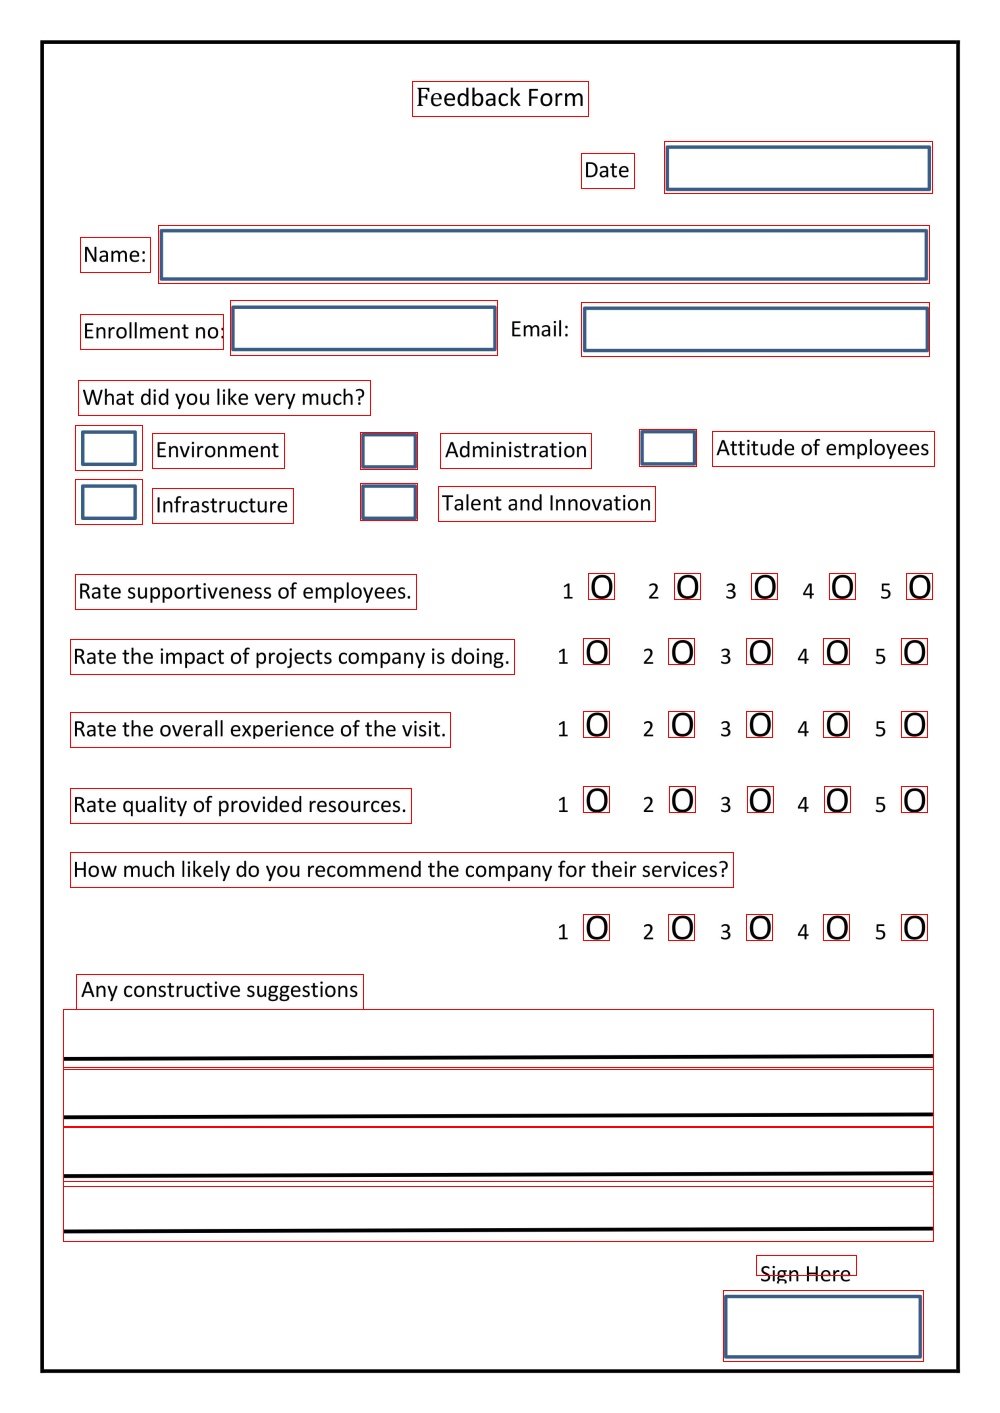 Feedback Form
Date
Name:
Enrollment no: Email:
What did you like very much?
Environment Administration Attitude of employees
Infrastructure Talent and Innovation
Rate supportiveness of employees. 1 O 2 O 3 O 4 O 5 O
Rate the impact of projects company is doing. 1 O 2 O 3 O 4 O 5 O
Rate the overall experience of the visit. 1 O 2 O 3 O 4 O 5 O
Rate quality of provided resources. 1 O 2 O 3 O 4 O 5 O
How much likely do you recommend the company for their services?
1 O 2 O 3 O 4 O 5 O
Any constructive suggestions
Sign Here